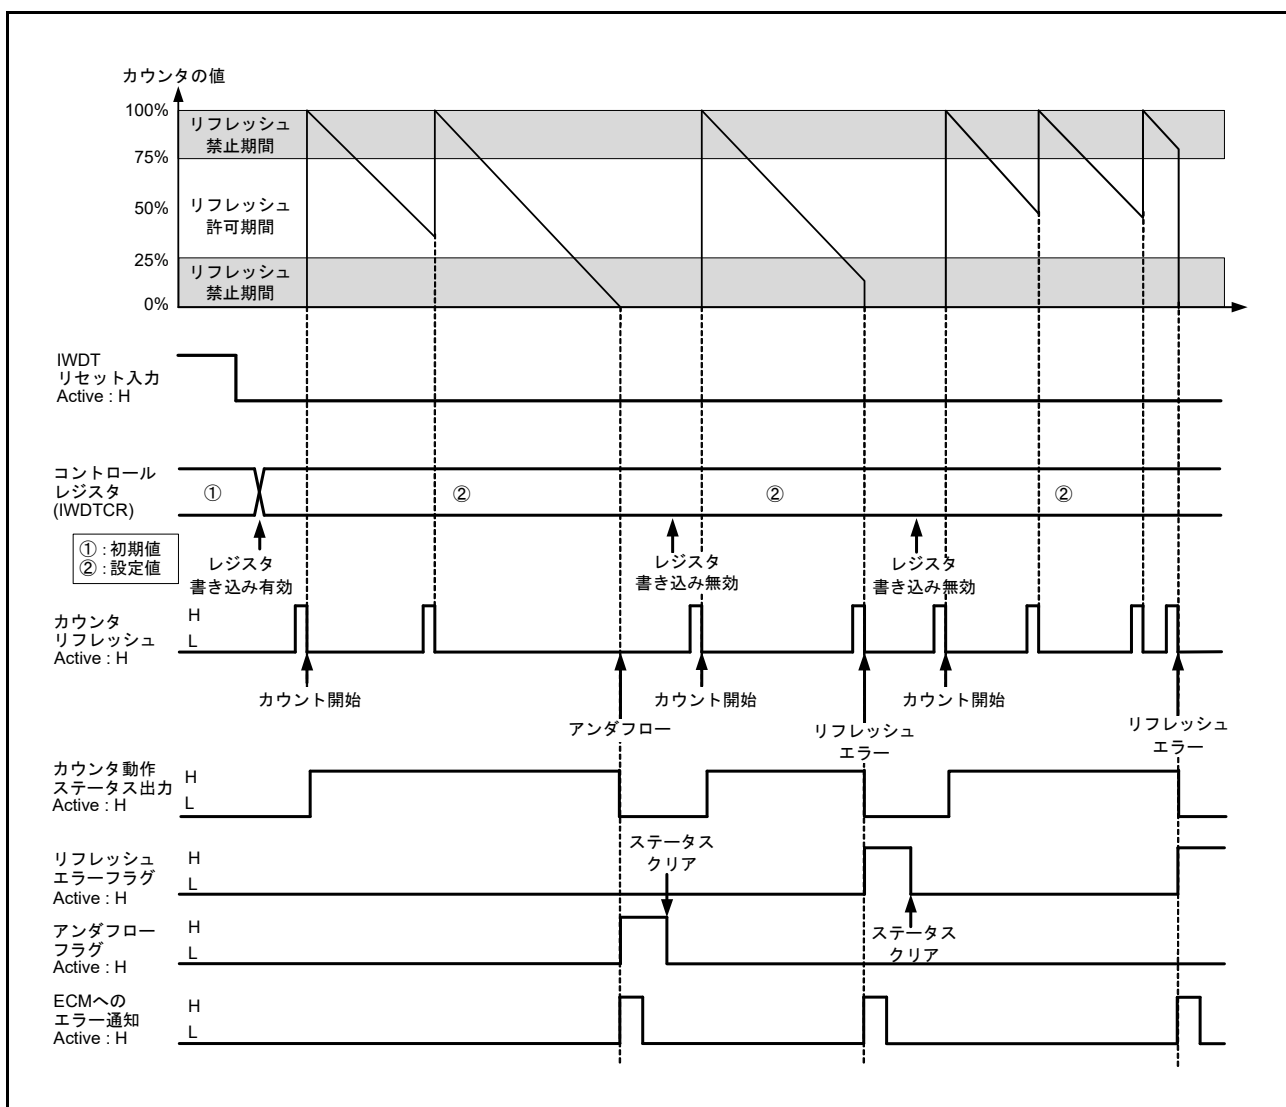 カウンタの値
100%
リフレッシュ
禁止期間
75%
50%
リフレッシュ
許可期間
25%
リフレッシュ
禁止期間
0%
IWDT
リセット入力
Active : H
コントロール
レジスタ
(IWDTCR)
①
②
②
②
① : 初期値
② : 設定値
レジスタ
書き込み有効
レジスタ
書き込み無効
レジスタ
書き込み無効
カウンタ
リフレッシュ
Active : H
H
L
カウント開始
カウント開始
カウント開始
アンダフロー
リフレッシュ
エラー
リフレッシュ
エラー
カウンタ動作
ステータス出力
Active : H
H
L
ステータス
クリア
リフレッシュ
エラーフラグ
Active : H
H
L
ステータス
クリア
アンダフロー
フラグ
Active : H
H
L
ECMへの
エラー通知
Active : H
H
L